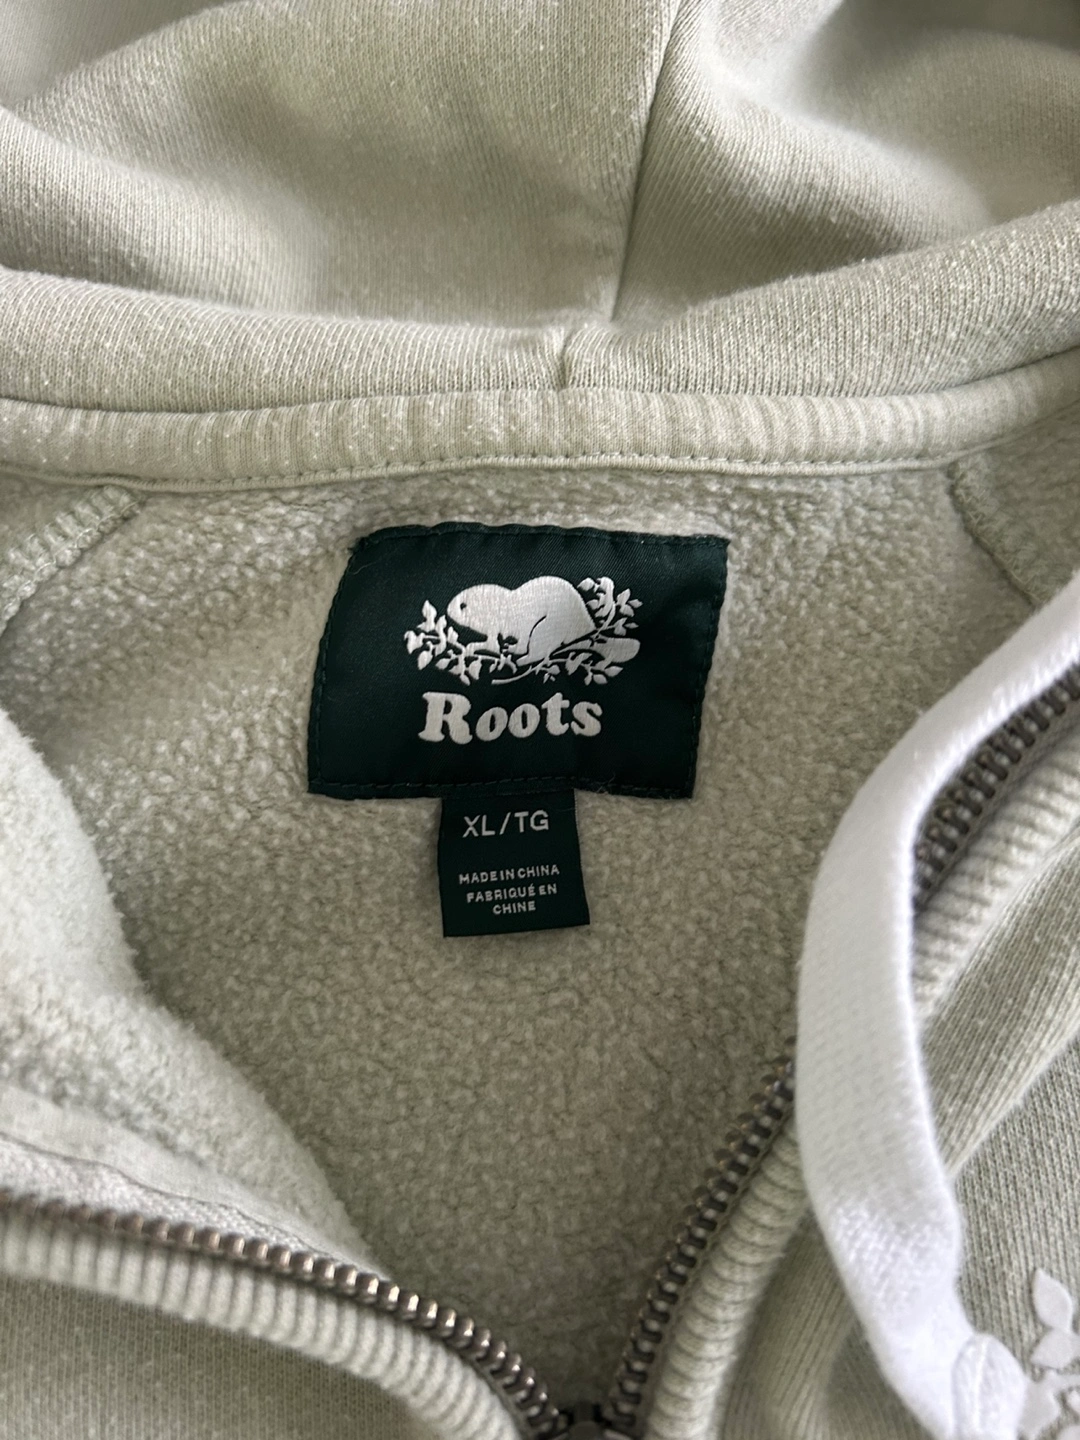 Roots
XL/TG
MADE IN CHINA
FABRIQUÉ EN
CHINE